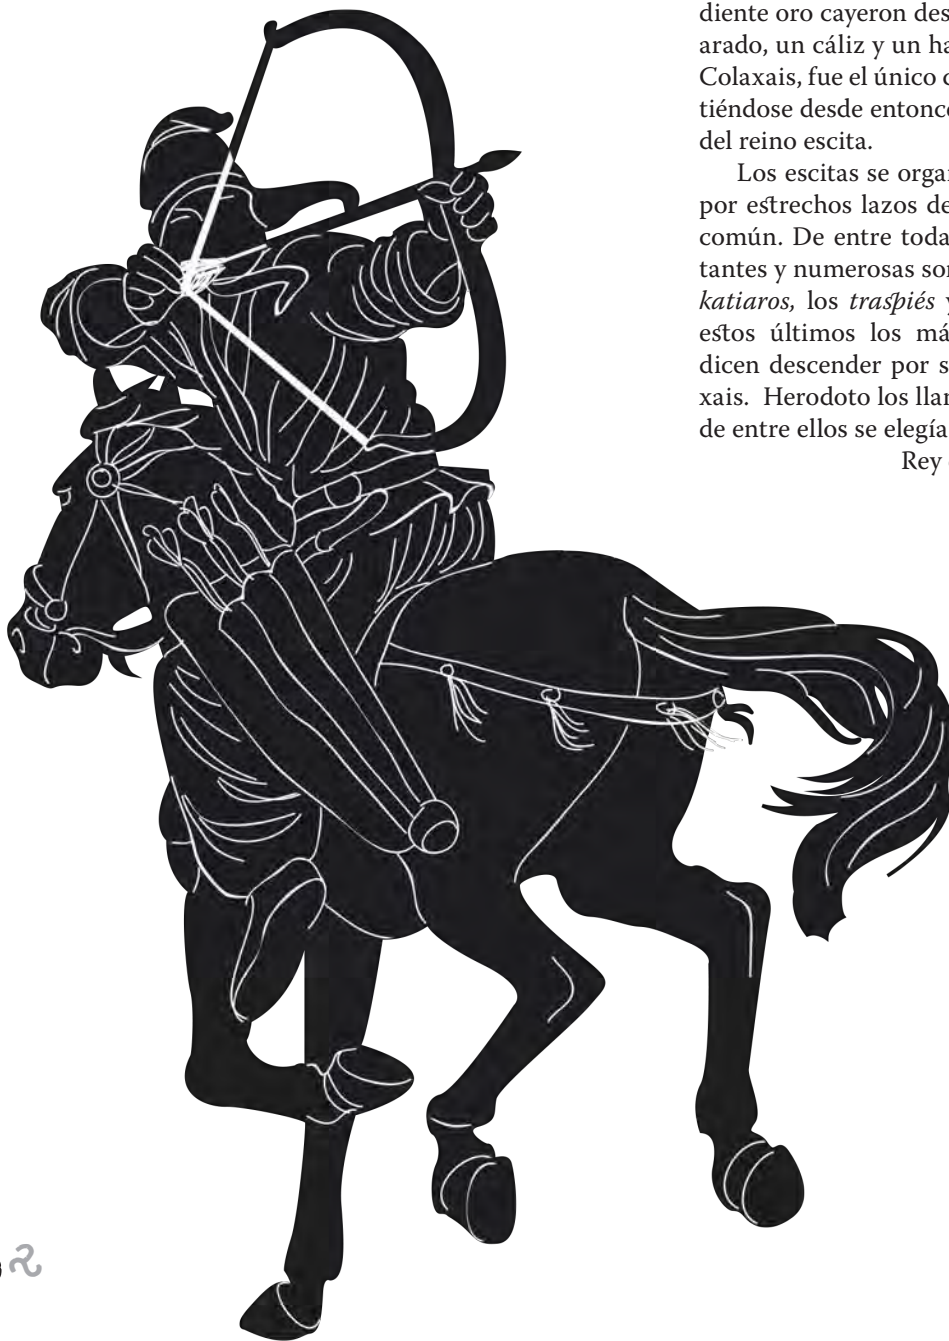 diente oro cayeron des
arado, un cáliz y un ha
Colaxais, fue el único
tiéndose desde entonc
del reino escita.
Los escitas se orga
por estrechos lazos de
común. De entre toda
tantes y numerosas so
katiaros, los traspiés
estos últimos los má
dicen descender por s
xais. Herodoto los lla
de entre ellos se elegía
Rey